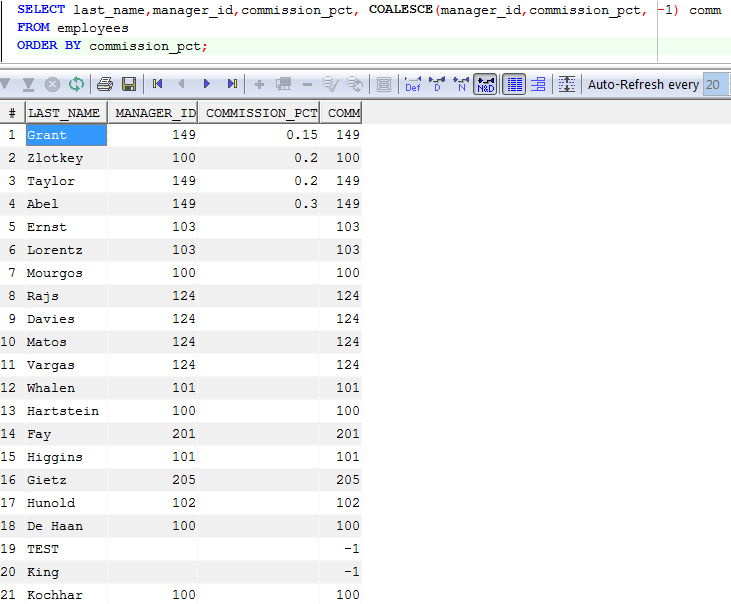 SELECT last_name,manager_id,commission_pct, COALESCE(manager_id,commission_pct, -1) comm
FROM employees
ORDER BY commission_pct;
Def D N N&D Auto-Refresh every 20
# LAST_NAME MANAGER_ID COMMISSION_PCT COMM
1 Grant 149 0.15 149
2 Zlotkey 100 0.2 100
3 Taylor 149 0.2 149
4 Abel 149 0.3 149
5 Ernst 103 103
6 Lorentz 103 103
7 Mourgos 100 100
8 Rajs 124 124
9 Davies 124 124
10 Matos 124 124
11 Vargas 124 124
12 Whalen 101 101
13 Hartstein 100 100
14 Fay 201 201
15 Higgins 101 101
16 Gietz 205 205
17 Hunold 102 102
18 De Haan 100 100
19 TEST -1
20 King -1
21 Kochhar 100 100